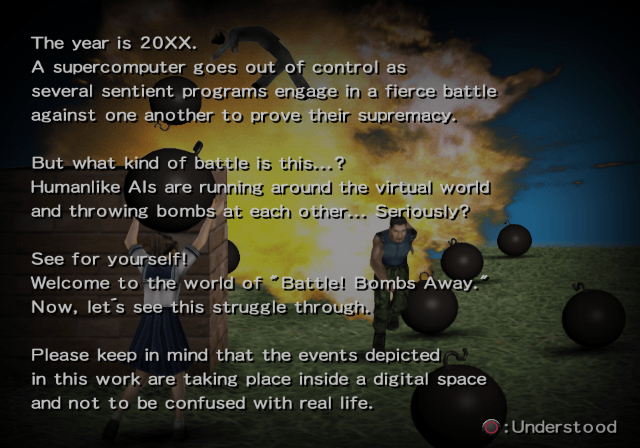 The year is 20XX.
A supercomputer goes out of control as
several sentient programs engage in a fierce battle
against one another to prove their supremacy.
But what kind of battle is this...?
Humanlike AIs are running around the virtual world
and throwing bombs at each other... Seriously?
See for yourself!
Welcome to the world of "Battle! Bombs Away."
Now, let's see this struggle through.
Please keep in mind that the events depicted
in this work are taking place inside a digital space
and not to be confused with real life.
:Understood